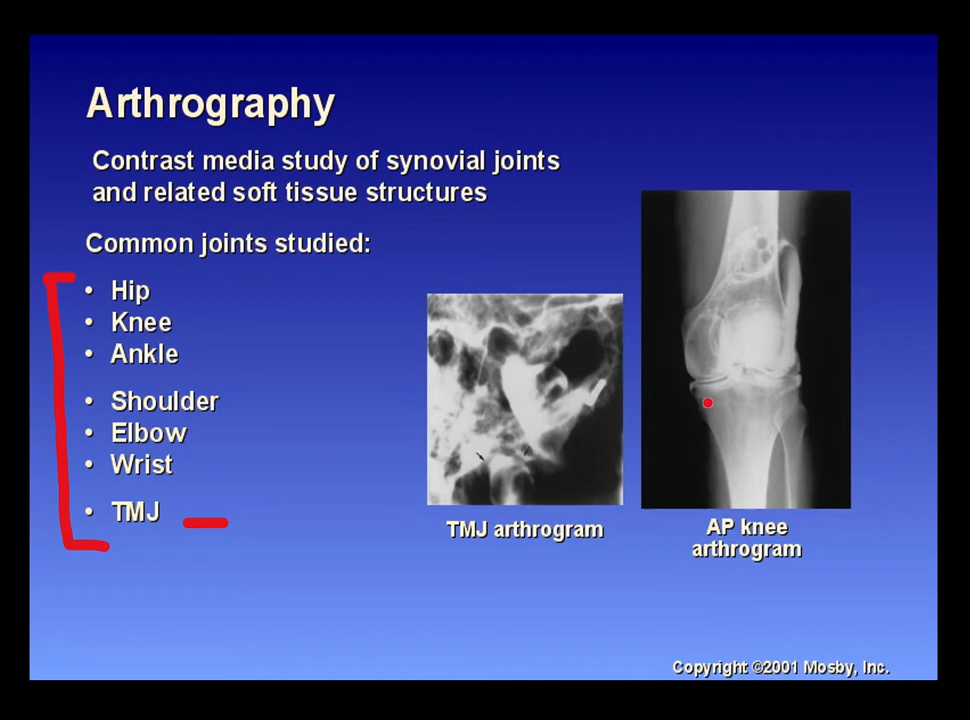 Arthrography
Contrast media study of synovial joints
and related soft tissue structures
Common joints studied:
• Hip
• Knee
• Ankle
• Shoulder
• Elbow
• Wrist
• TMJ
TMJ arthrogram
AP knee
arthrogram
Copyright ©2001 Mosby, Inc.